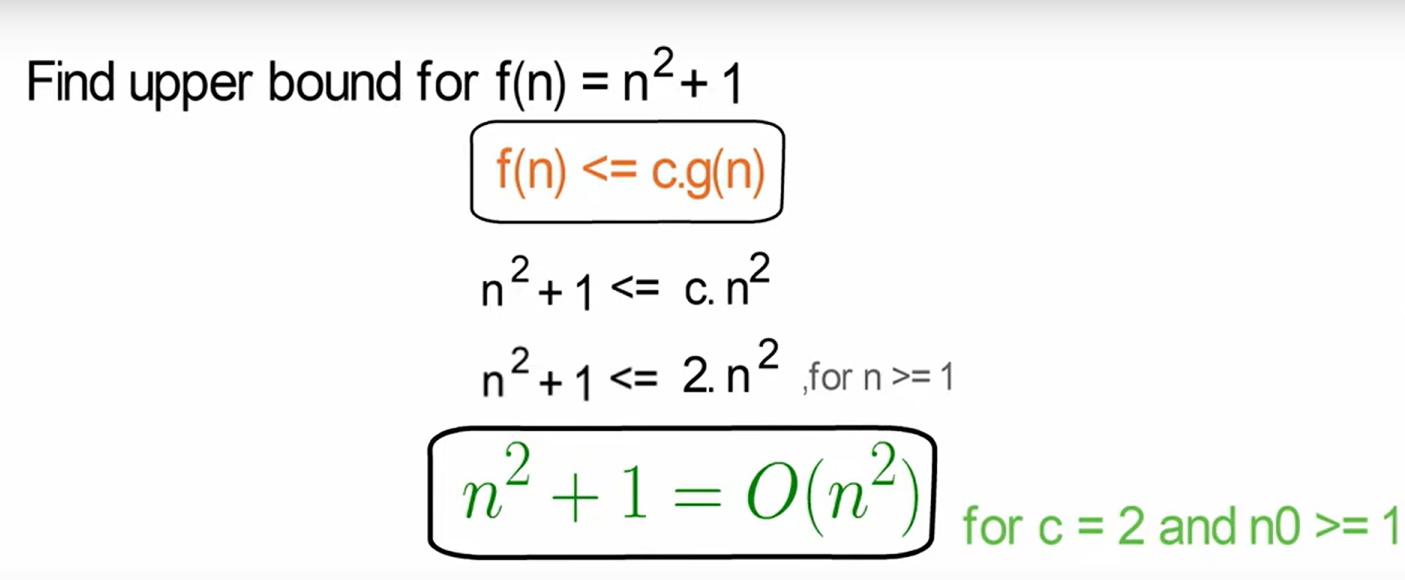 Find upper bound for f(n) = n² + 1
f(n) <= c.g(n)
n² + 1 <= c. n²
n² + 1 <= 2. n² ,for n >= 1
n² + 1 = O(n²) for c = 2 and n0 >= 1